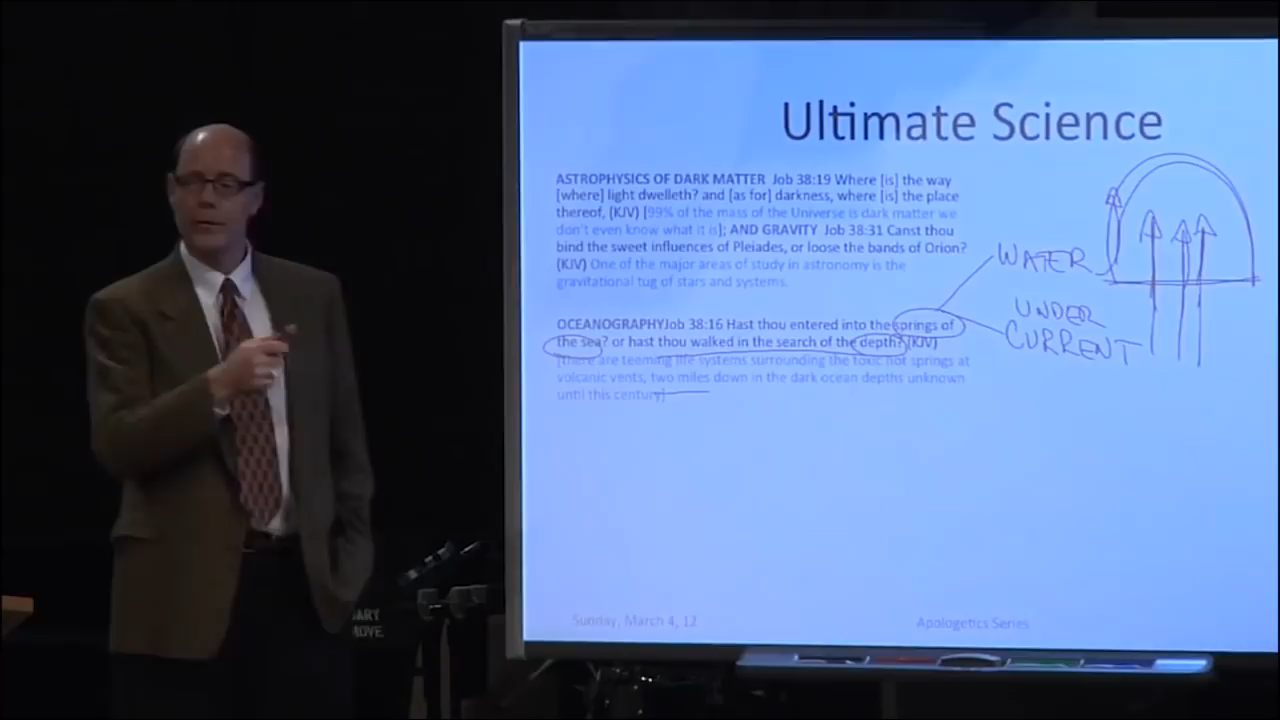 Ultimate Science
ASTROPHYSICS OF DARK MATTER Job 38:19 Where [is] the way
[where] light dwelleth? and [as for] darkness, where [is] the place
thereof, (KJV) [99% of the mass of the Universe is dark matter we
don't even know what it is]; AND GRAVITY Job 38:31 Canst thou
bind the sweet influences of Pleiades, or loose the bands of Orion?
(KJV) One of the major areas of study in astronomy is the
gravitational tug of stars and systems.
WATER
UNDER
CURRENT
OCEANOGRAPHYJob 38:16 Hast thou entered into the springs of
the sea? or hast thou walked in the search of the depth? (KJV)
[there are teeming life systems surrounding the toxic hot springs at
volcanic vents, two miles down in the dark ocean depths unknown
until this century]
Sunday, March 4, 12
Apologetics Series
MOVE